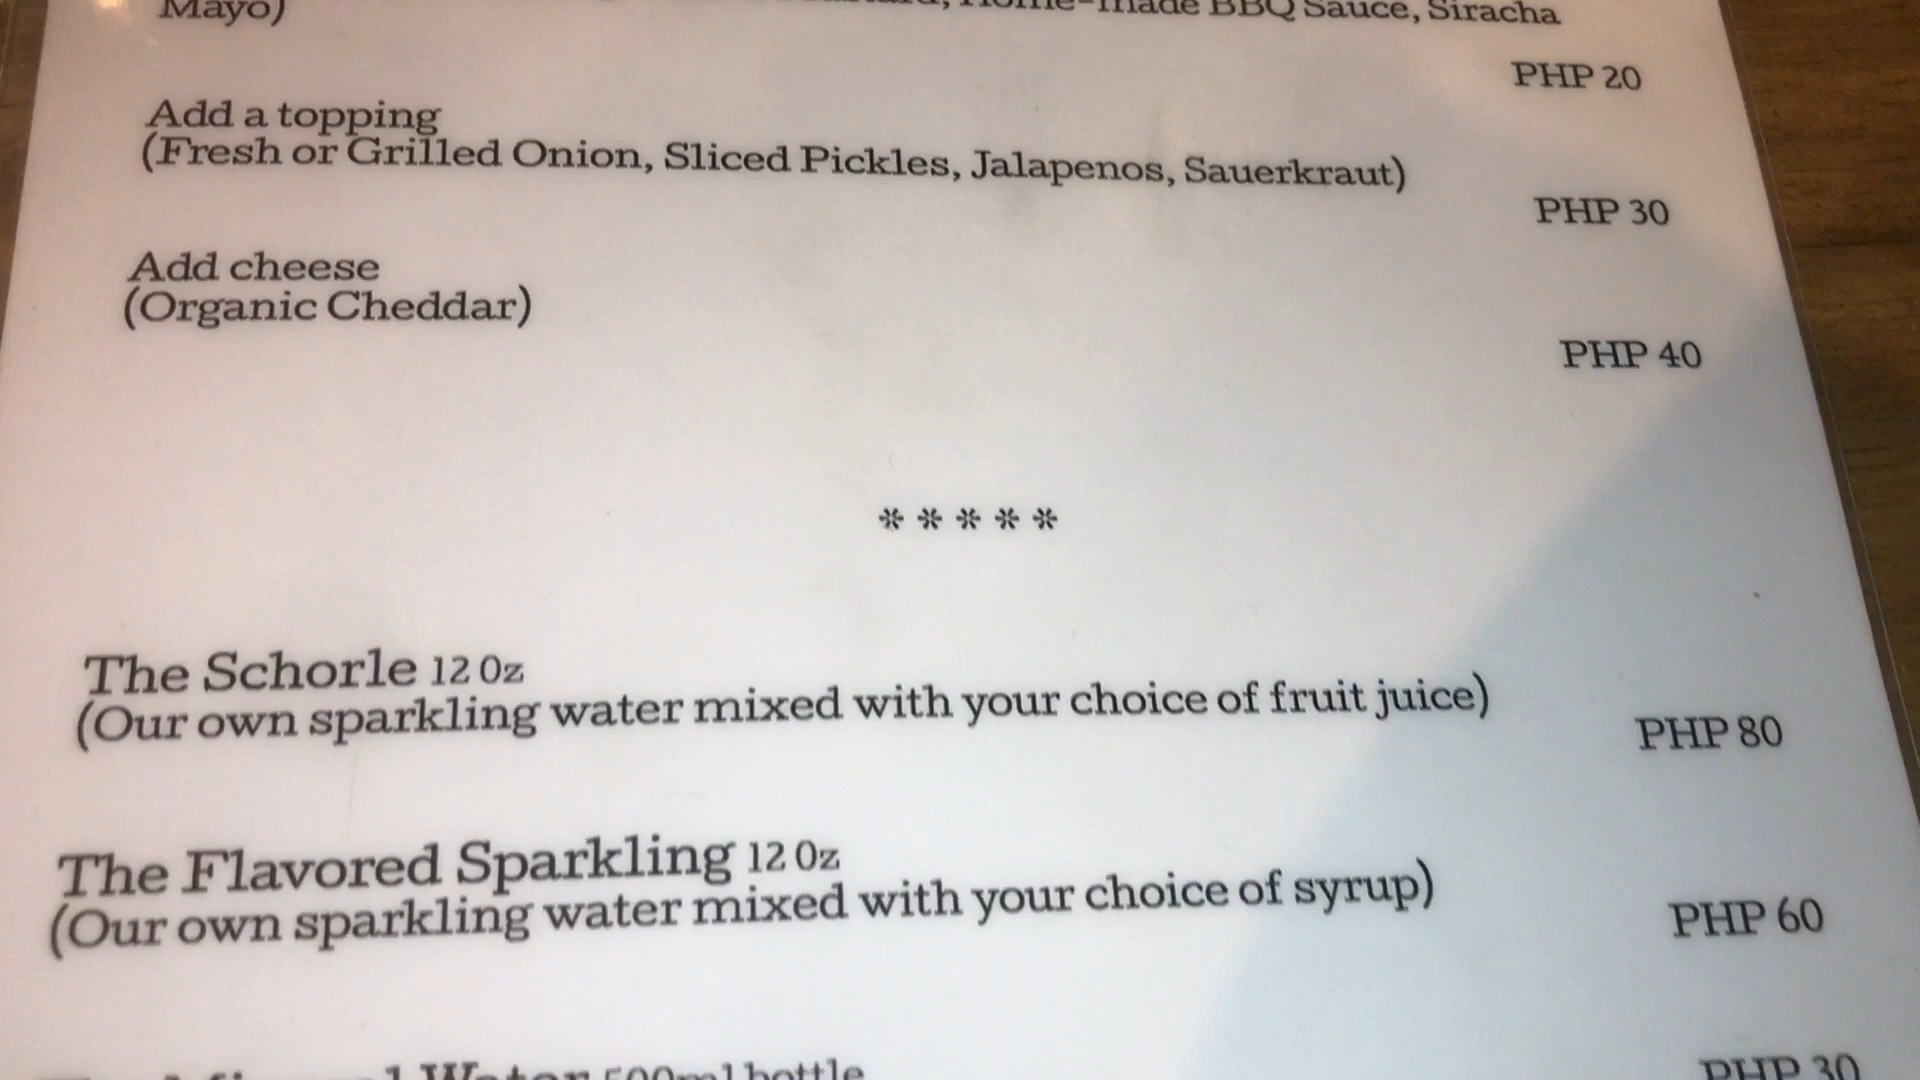 Mayo)
Home-made BBQ Sauce, Siracha
PHP 20
Add a topping
(Fresh or Grilled Onion, Sliced Pickles, Jalapenos, Sauerkraut)
PHP 30
Add cheese
(Organic Cheddar)
PHP 40
*****
The Schorle 12 Oz
(Our own sparkling water mixed with your choice of fruit juice)
PHP 80
The Flavored Sparkling 12 Oz
(Our own sparkling water mixed with your choice of syrup)
PHP 60
Water 500ml bottle
PHP 30